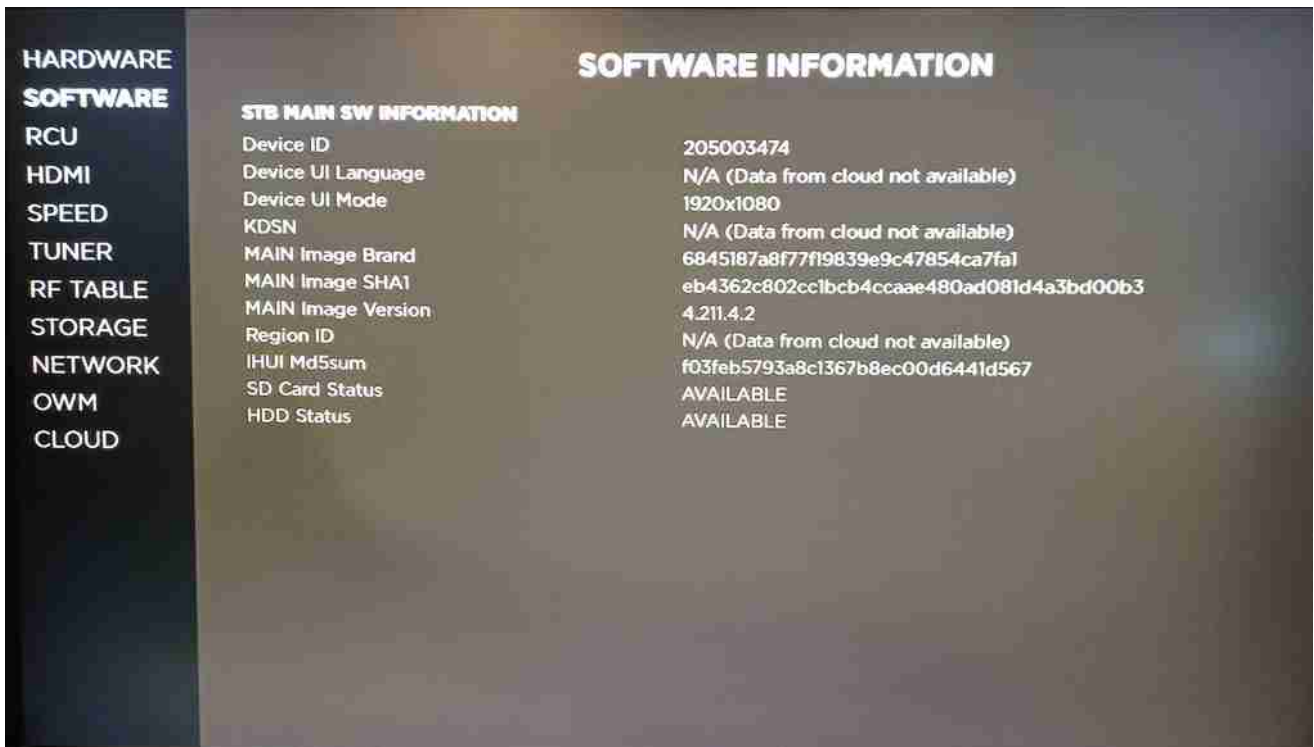 HARDWARE
SOFTWARE
RCU
HDMI
SPEED
TUNER
RF TABLE
STORAGE
NETWORK
OWM
CLOUD
SOFTWARE INFORMATION
STB MAIN SW INFORMATION
Device ID 205003474
Device UI Language N/A (Data from cloud not available)
Device UI Mode 1920x1080
KDSN N/A (Data from cloud not available)
MAIN Image Brand 6845187a8f77f19839e9c47854ca7fa1
MAIN Image SHA1 eb4362c802cc1bcb4ccaae480ad081d4a3bd00b3
MAIN Image Version 4.211.4.2
Region ID N/A (Data from cloud not available)
IHUI Md5sum f03feb5793a8c1367b8ec00d6441d567
SD Card Status AVAILABLE
HDD Status AVAILABLE